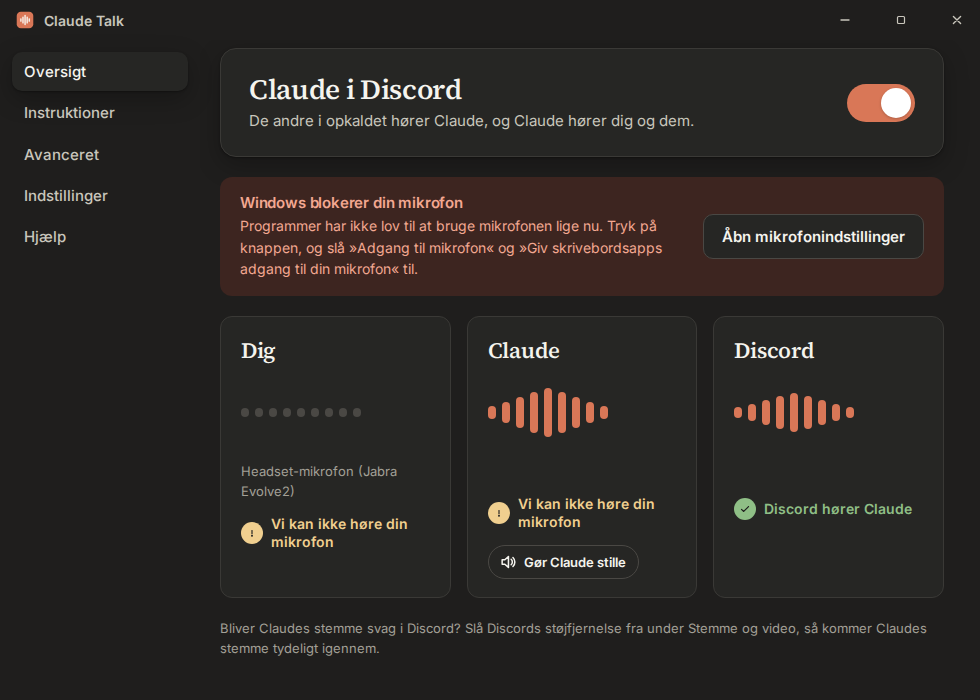 Claude Talk
Oversigt
Instruktioner
Avanceret
Indstillinger
Hjælp
Claude i Discord
De andre i opkaldet hører Claude, og Claude hører dig og dem.
Windows blokerer din mikrofon
Programmer har ikke lov til at bruge mikrofonen lige nu. Tryk på
knappen, og slå »Adgang til mikrofon« og »Giv skrivebordsapps
adgang til din mikrofon« til.
Åbn mikrofonindstillinger
Dig
Headset-mikrofon (Jabra
Evolve2)
Vi kan ikke høre din
mikrofon
Claude
Vi kan ikke høre din
mikrofon
Gør Claude stille
Discord
Discord hører Claude
Bliver Claudes stemme svag i Discord? Slå Discords støjfjernelse fra under Stemme og video, så kommer Claudes
stemme tydeligt igennem.